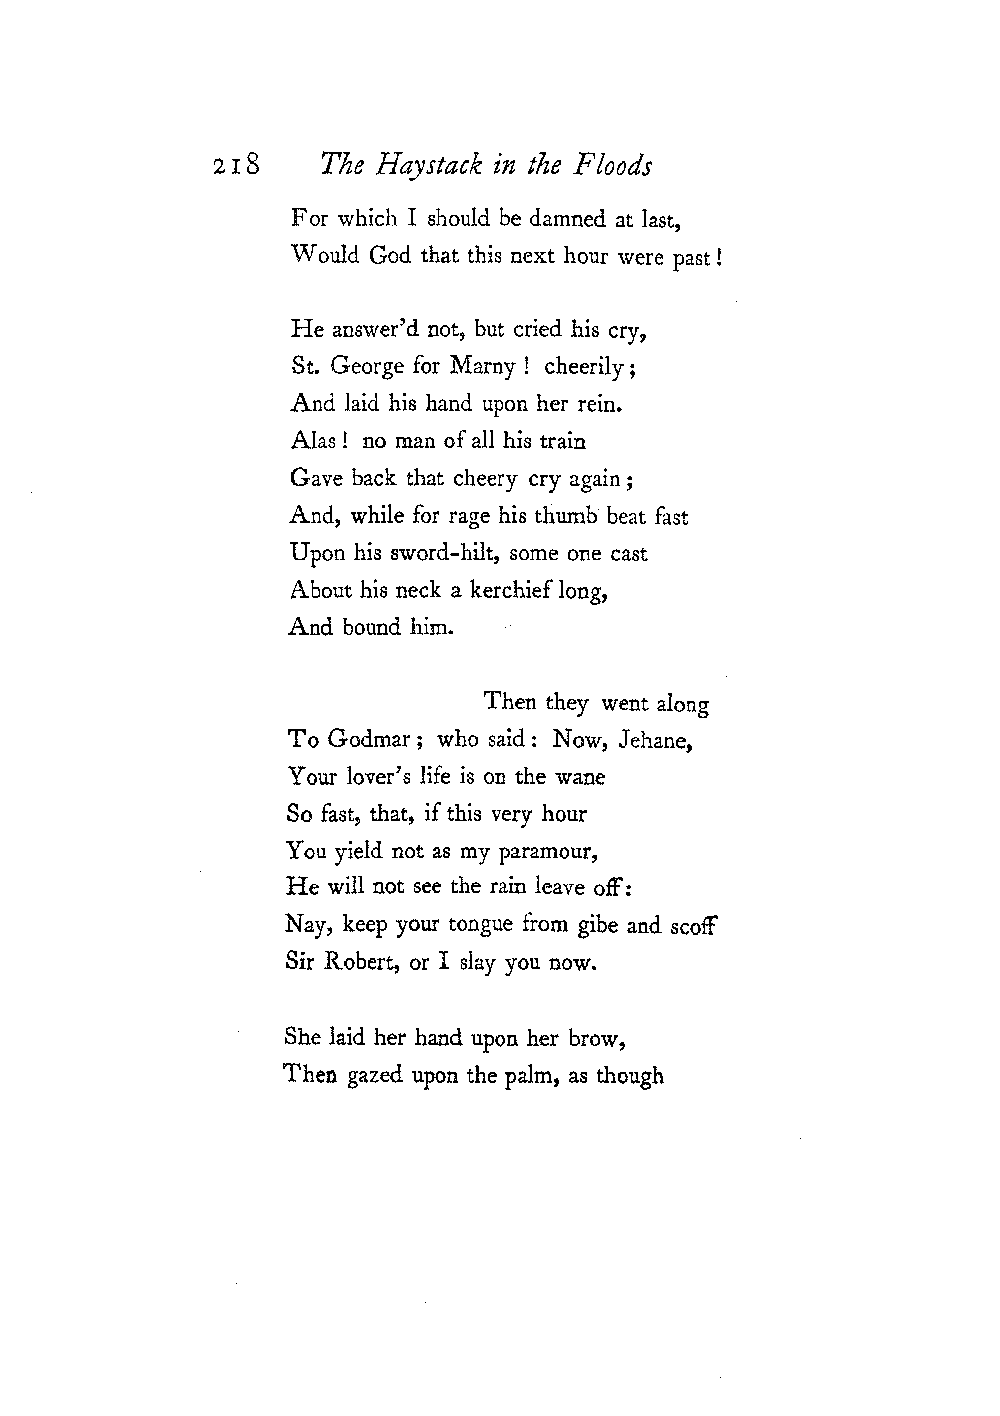 218 The Haystack in the Floods
For which I should be damned at last,
Would God that this next hour were past!
He answer'd not, but cried his cry,
St. George for Marny! cheerily;
And laid his hand upon her rein.
Alas! no man of all his train
Gave back that cheery cry again;
And, while for rage his thumb beat fast
Upon his sword-hilt, some one cast
About his neck a kerchief long,
And bound him.
Then they went along
To Godmar; who said: Now, Jehane,
Your lover's life is on the wane
So fast, that, if this very hour
You yield not as my paramour,
He will not see the rain leave off:
Nay, keep your tongue from gibe and scoff
Sir Robert, or I slay you now.
She laid her hand upon her brow,
Then gazed upon the palm, as though